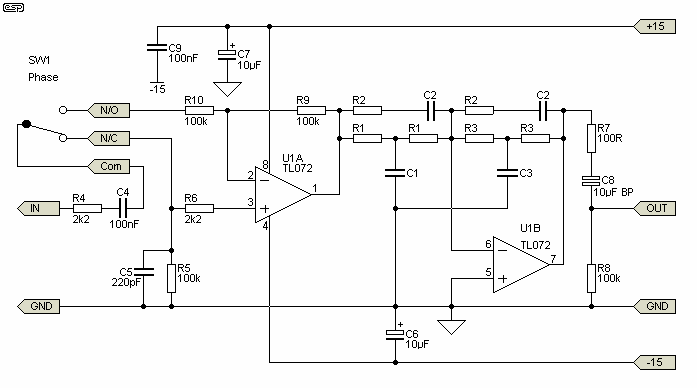 ESP
+15
C9
100nF
-15
C7
+
10µF
SW1
Phase
N/O
N/C
Com
IN
R4
2k2
C4
100nF
R10
100k
R9
100k
R6
2k2
U1A
TL072
8
2
3
1
4
-
+
C5
220pF
R5
100k
R2
C2
R1
R1
C1
R2
C2
R3
R3
C3
R7
100R
C8
10µF BP
OUT
R8
100k
U1B
TL072
6
5
7
-
+
GND
GND
C6
+
10µF
-15